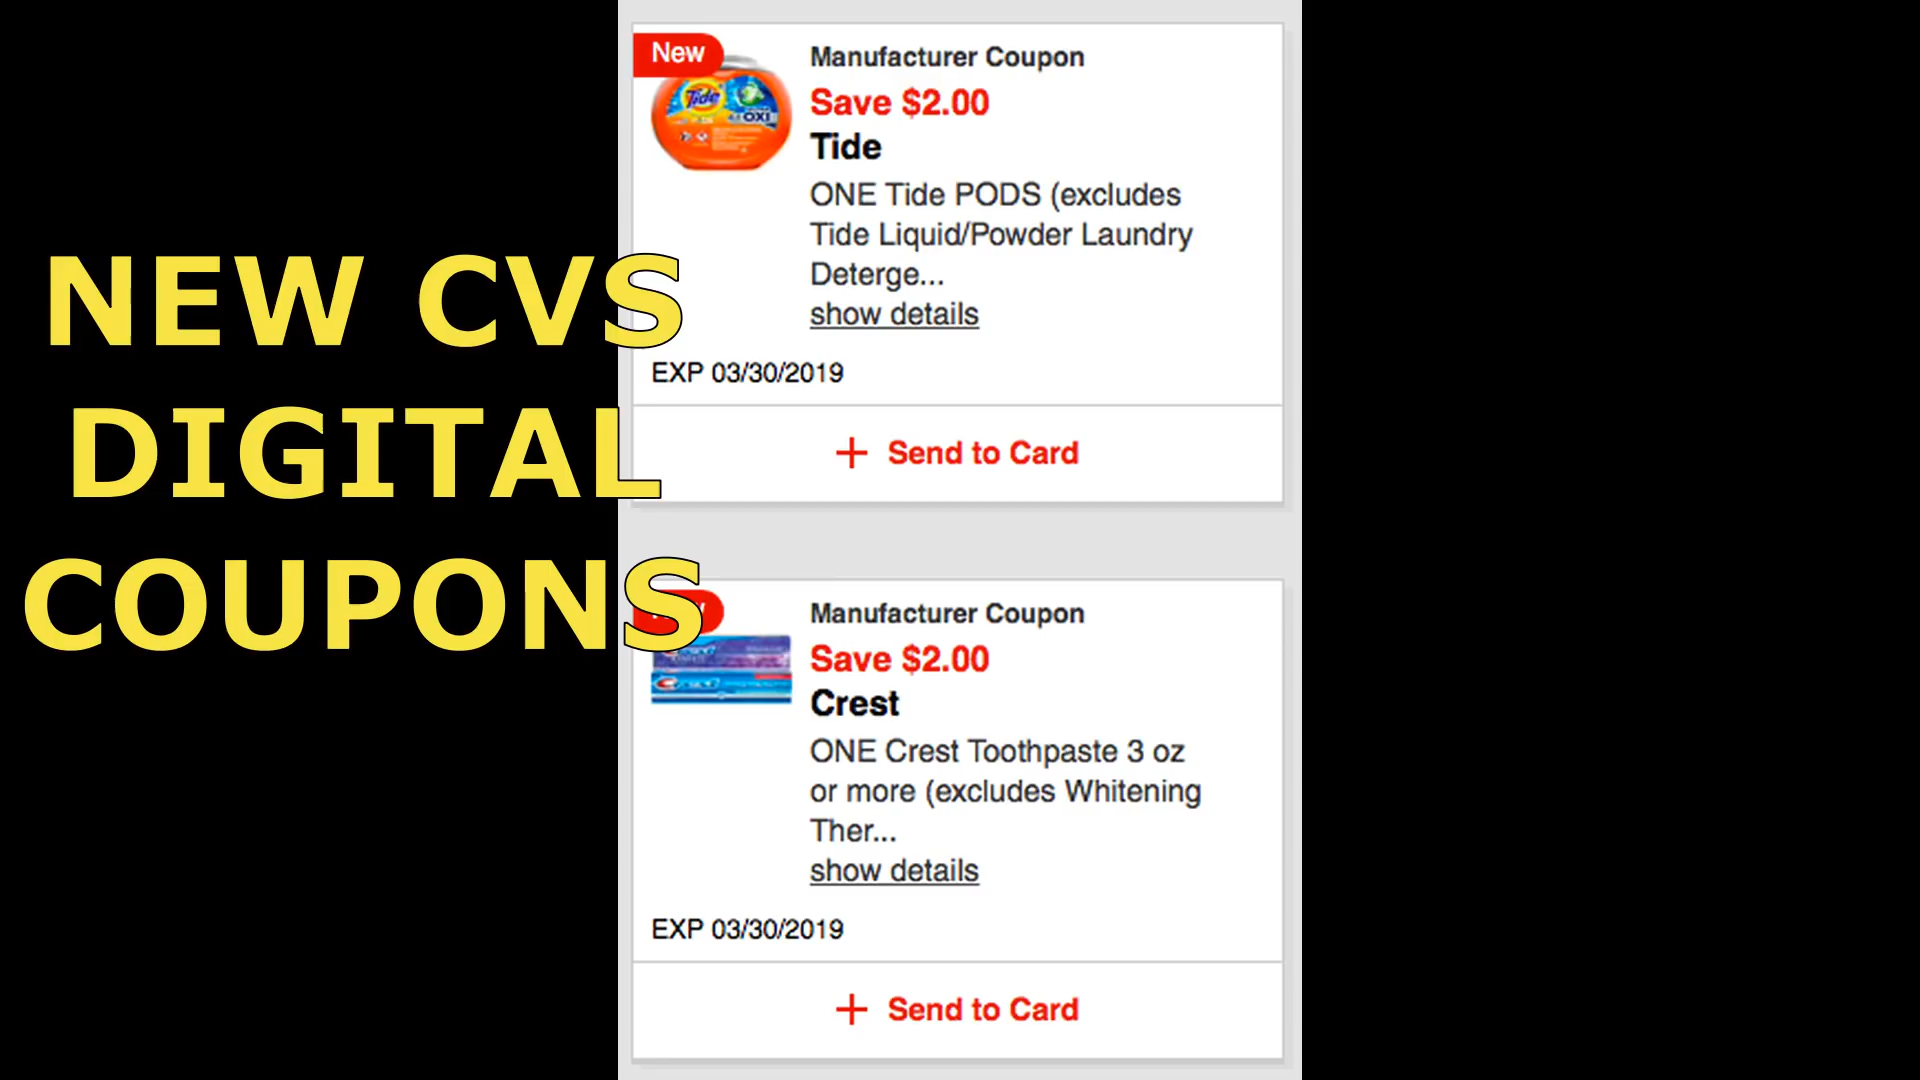 NEW CVS
DIGITAL
COUPONS
New
Tide
OXI
Manufacturer Coupon
Save $2.00
Tide
ONE Tide PODS (excludes
Tide Liquid/Powder Laundry
Deterge...
show details
EXP 03/30/2019
+ Send to Card
Manufacturer Coupon
Save $2.00
Crest
ONE Crest Toothpaste 3 oz
or more (excludes Whitening
Ther...
show details
EXP 03/30/2019
+ Send to Card